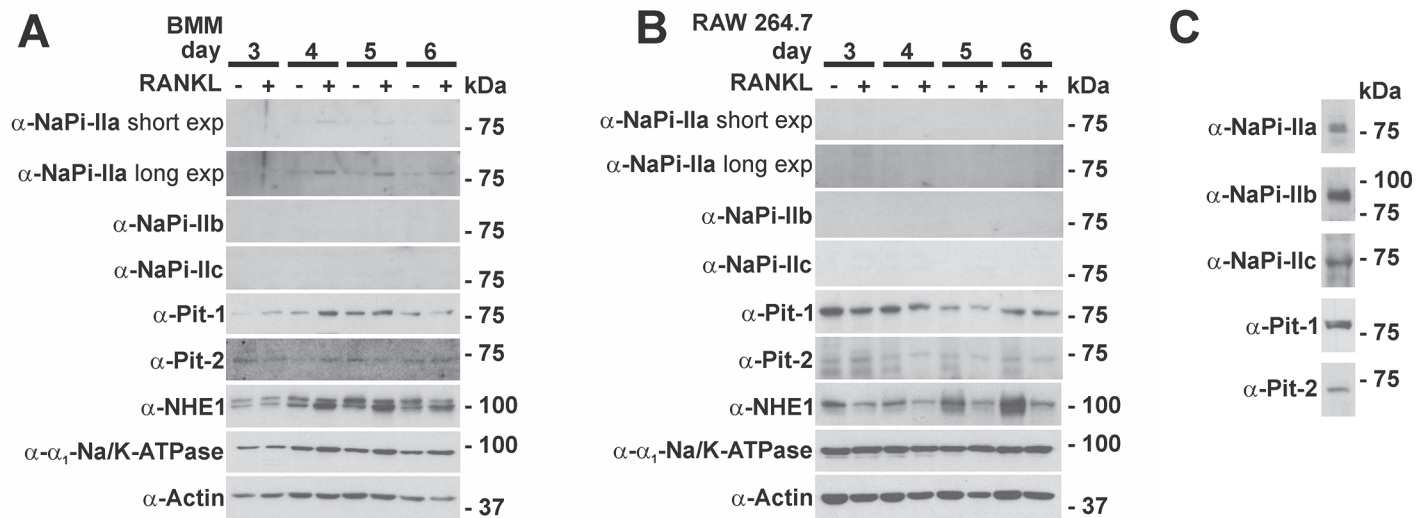 A
BMM
day 3 4 5 6
RANKL - + - + - + - + kDa
α-NaPi-IIa short exp - 75
α-NaPi-IIa long exp - 75
α-NaPi-IIb - 75
α-NaPi-IIc - 75
α-Pit-1 - 75
α-Pit-2 - 75
α-NHE1 - 100
α-α1-Na/K-ATPase - 100
α-Actin - 37
B
RAW 264.7
day 3 4 5 6
RANKL - + - + - + - + kDa
α-NaPi-IIa short exp - 75
α-NaPi-IIa long exp - 75
α-NaPi-IIb - 75
α-NaPi-IIc - 75
α-Pit-1 - 75
α-Pit-2 - 75
α-NHE1 - 100
α-α1-Na/K-ATPase - 100
α-Actin - 37
C
kDa
α-NaPi-IIa - 75
- 100
α-NaPi-IIb
- 75
α-NaPi-IIc - 75
α-Pit-1 - 75
α-Pit-2 - 75